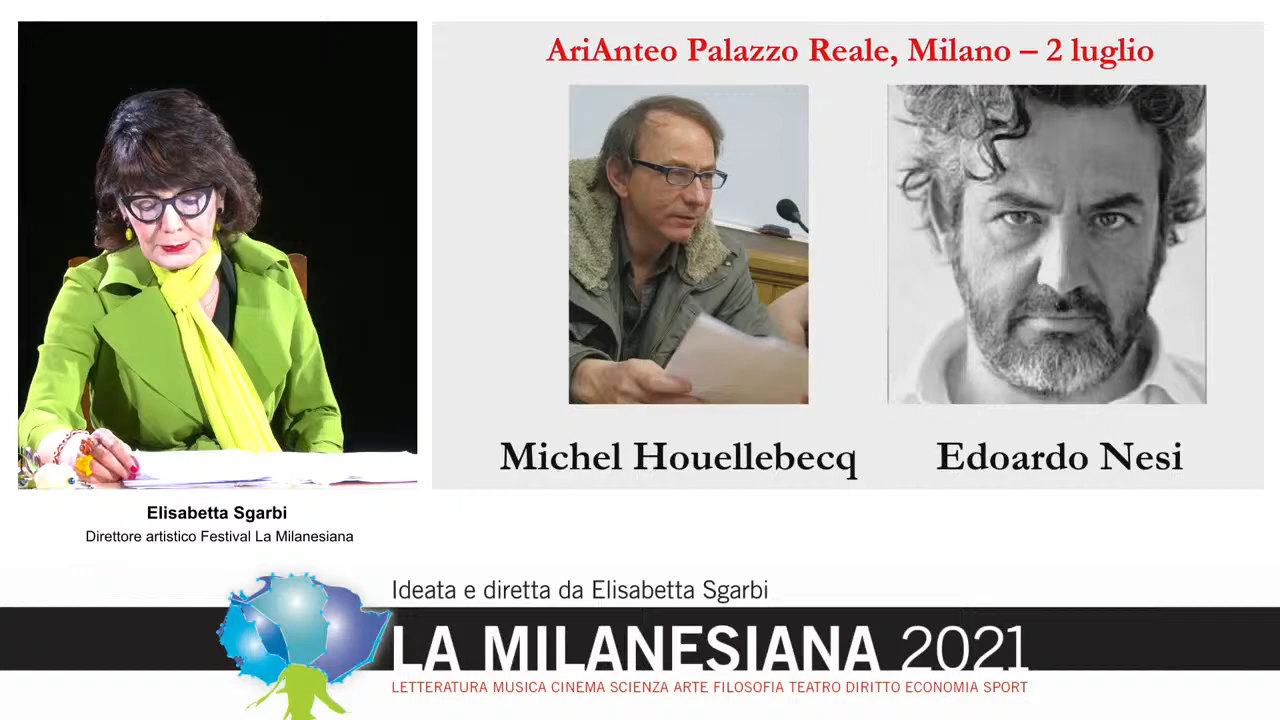 AriAnteo Palazzo Reale, Milano – 2 luglio
Michel Houellebecq
Edoardo Nesi
Elisabetta Sgarbi
Direttore artistico Festival La Milanesiana
Ideata e diretta da Elisabetta Sgarbi
LA MILANESIANA 2021
LETTERATURA MUSICA CINEMA SCIENZA ARTE FILOSOFIA TEATRO DIRITTO ECONOMIA SPORT